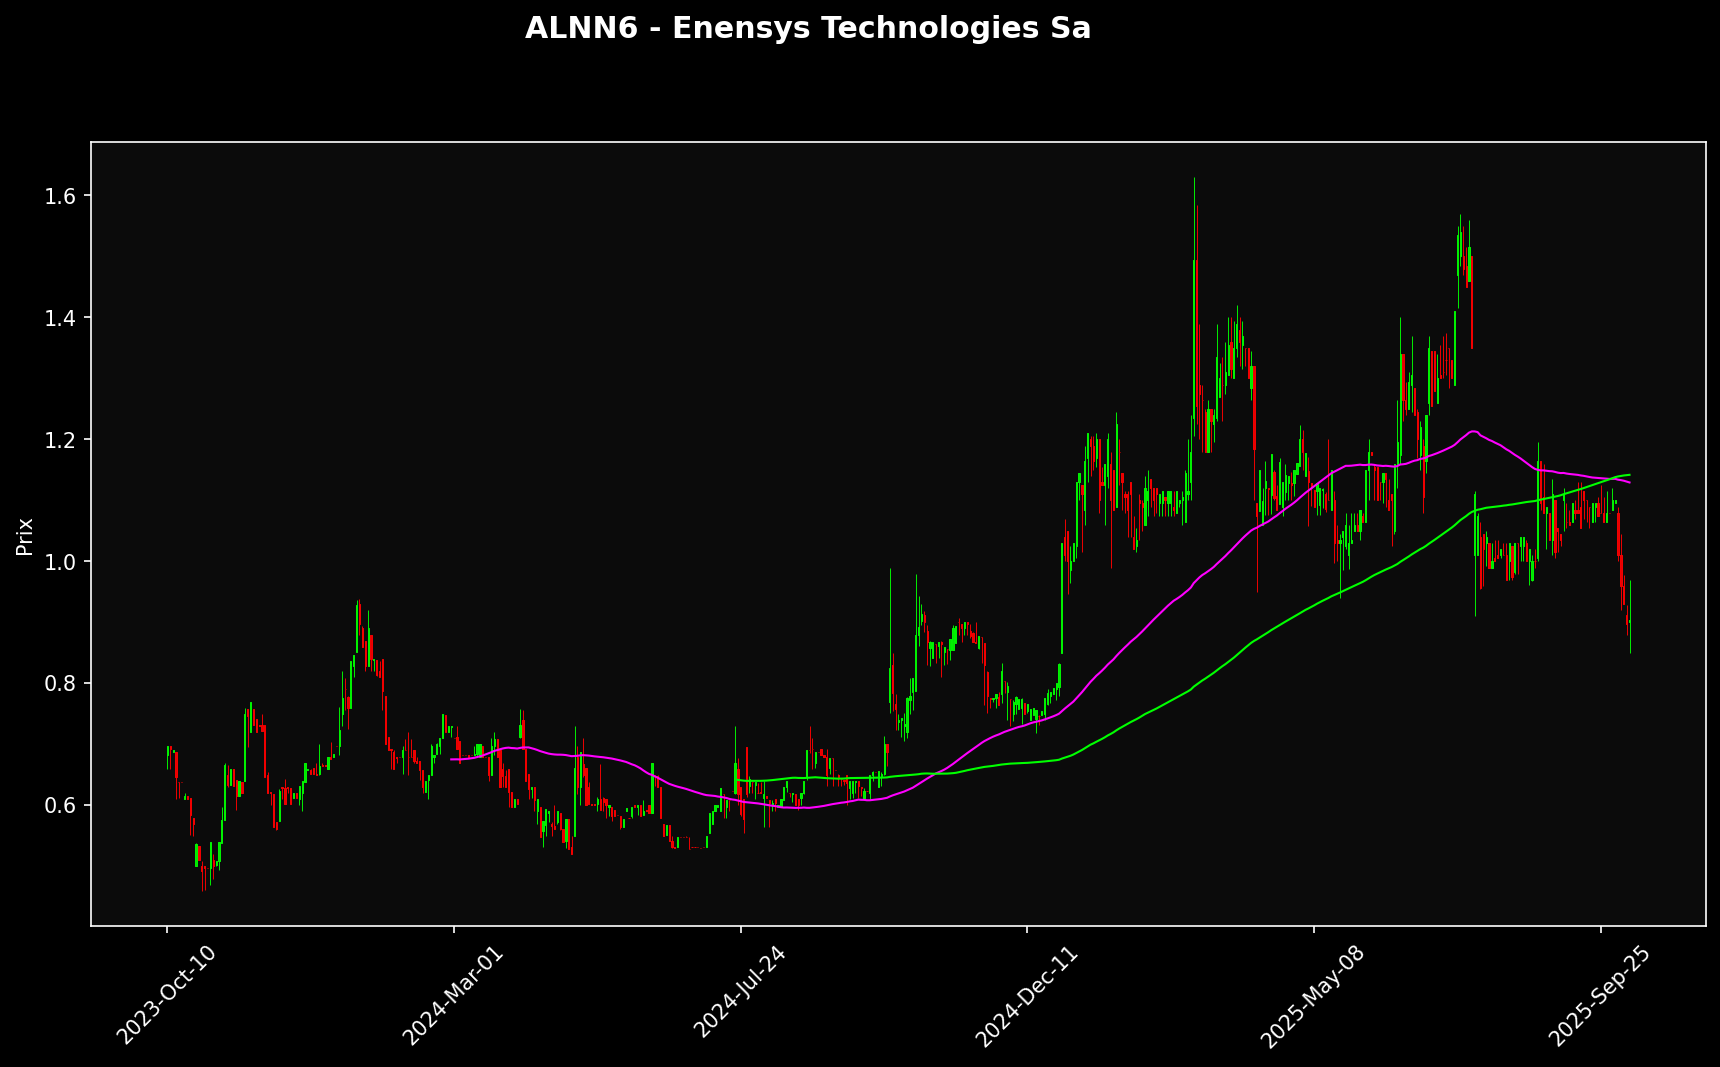 ALNN6 - Enensys Technologies Sa
Prix
1.6
1.4
1.2
1.0
0.8
0.6
2023-Oct-10
2024-Mar-01
2024-Jul-24
2024-Dec-11
2025-May-08
2025-Sep-25